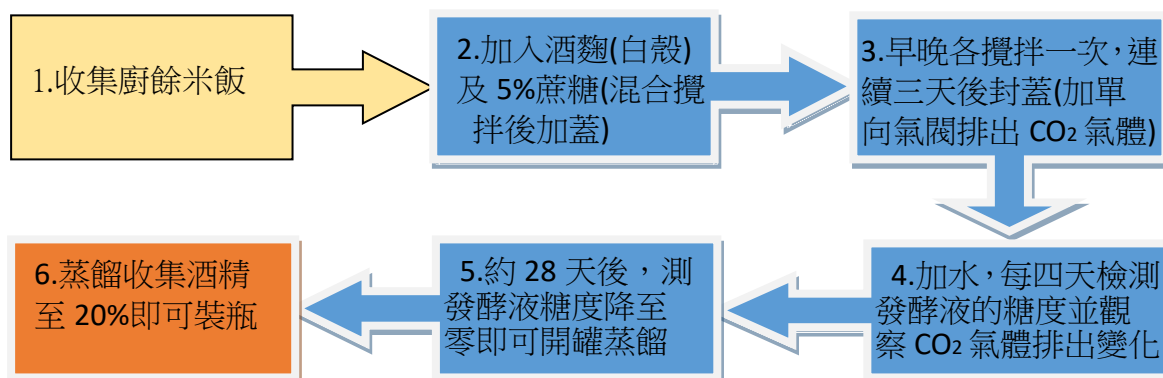 1.收集廚餘米飯
2.加入酒麴(白殼)
及 5%蔗糖(混合攪
拌後加蓋)
3.早晚各攪拌一次，連
續三天後封蓋(加單
向氣閥排出 CO₂ 氣體)
4.加水，每四天檢測
發酵液的糖度並觀
察 CO₂ 氣體排出變化
5.約 28 天後，測
發酵液糖度降至
零即可開罐蒸餾
6.蒸餾收集酒精
至 20%即可裝瓶